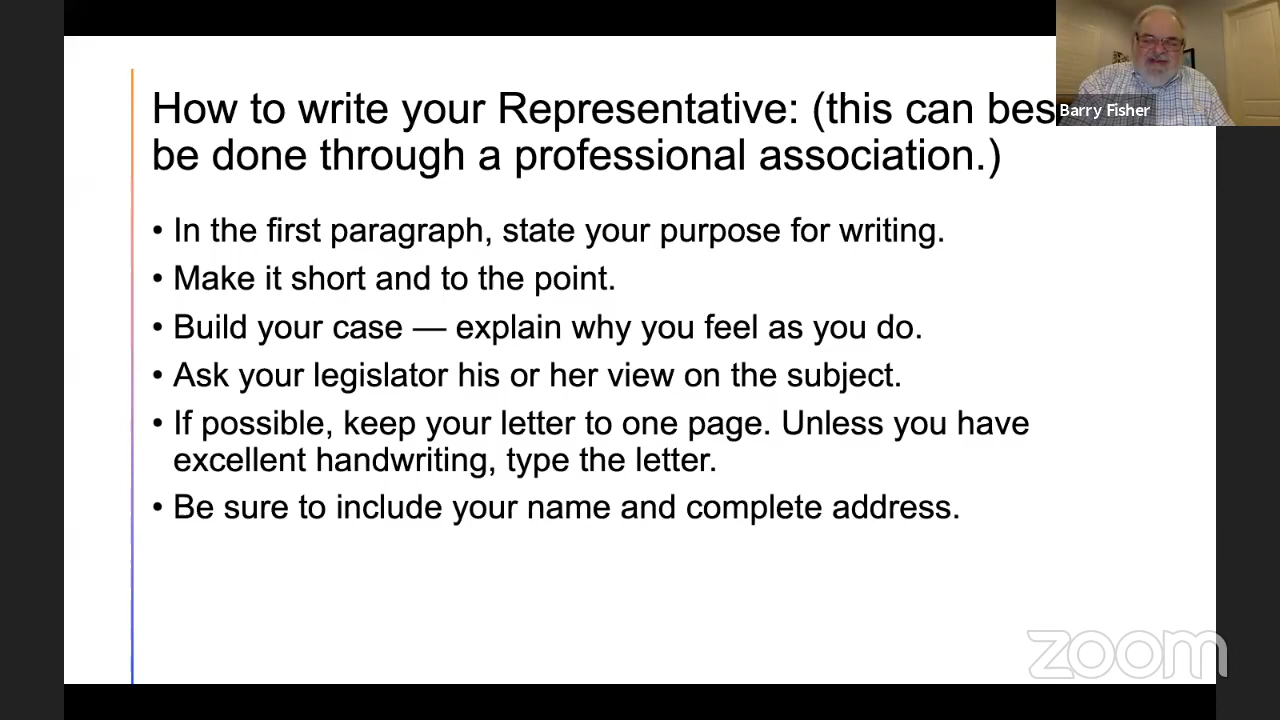 How to write your Representative: (this can bes
be done through a professional association.)
• In the first paragraph, state your purpose for writing.
• Make it short and to the point.
• Build your case — explain why you feel as you do.
• Ask your legislator his or her view on the subject.
• If possible, keep your letter to one page. Unless you have
excellent handwriting, type the letter.
• Be sure to include your name and complete address.
Barry Fisher
zoom